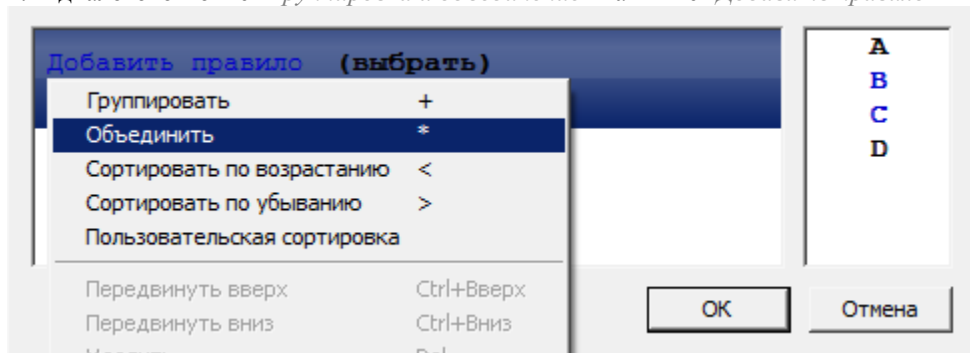 Добавить правило (выбрать)
Группировать +
Объединить *
Сортировать по возрастанию <
Сортировать по убыванию >
Пользовательская сортировка
Передвинуть вверх Ctrl+Вверх
Передвинуть вниз Ctrl+Вниз
A
B
C
D
OK
Отмена